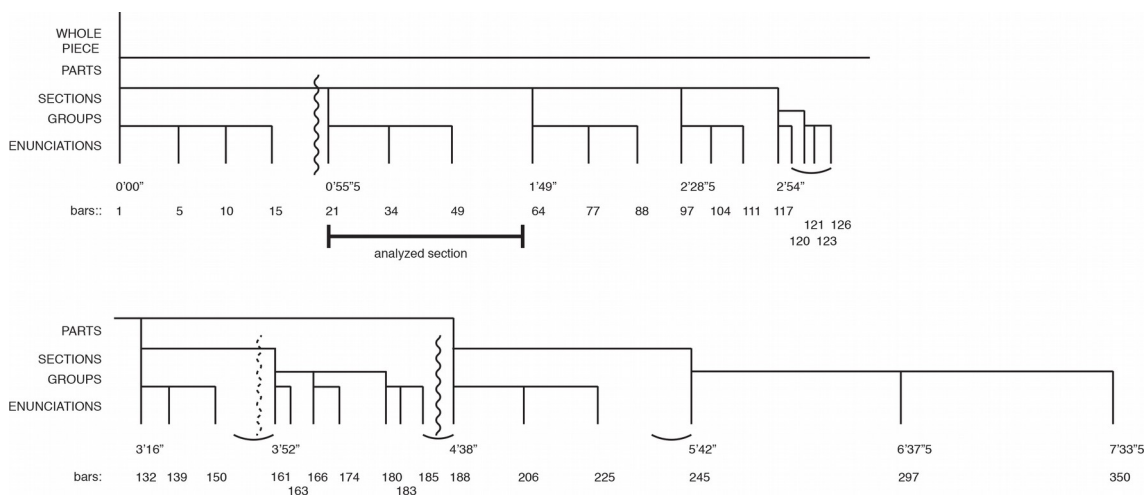 WHOLE
PIECE
PARTS
SECTIONS
GROUPS
ENUNCIATIONS
0'00" 0'55"5 1'49" 2'28"5 2'54"
bars:: 1 5 10 15 21 34 49 64 77 88 97 104 111 117
121 126
120 123
analyzed section
PARTS
SECTIONS
GROUPS
ENUNCIATIONS
3'16" 3'52" 4'38" 5'42" 6'37"5 7'33"5
bars: 132 139 150 161 166 174 180 185 188 206 225 245 297 350
163 183